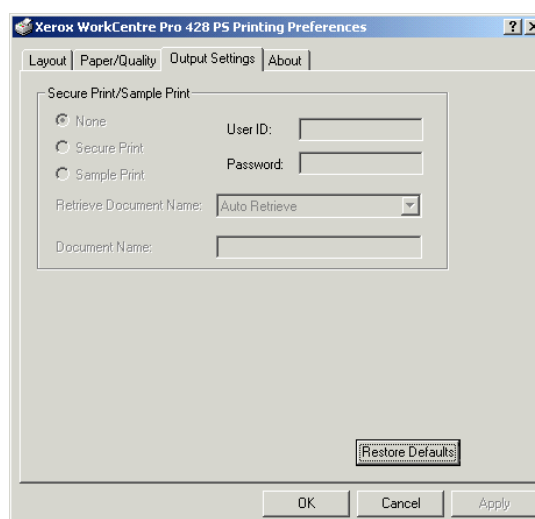 Xerox WorkCentre Pro 428 PS Printing Preferences
Layout Paper/Quality Output Settings About
Secure Print/Sample Print
None
User ID:
Secure Print
Password:
Sample Print
Retrieve Document Name: Auto Retrieve
Document Name:
Restore Defaults
OK Cancel Apply